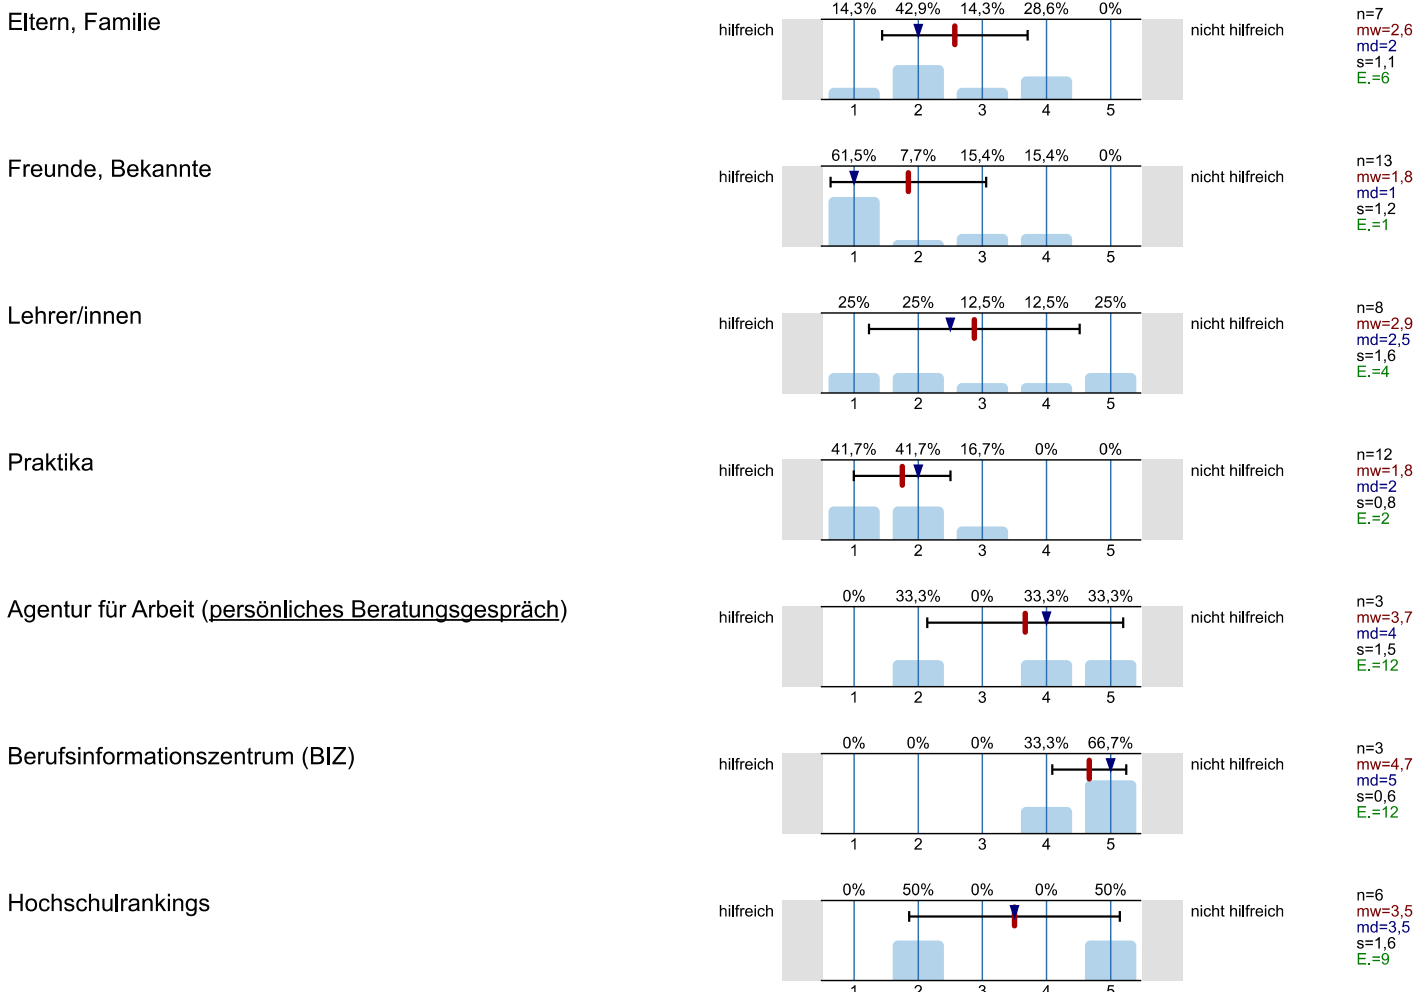 Eltern, Familie
14,3% 42,9% 14,3% 28,6% 0%
hilfreich
nicht hilfreich
1 2 3 4 5
n=7
mw=2,6
md=2
s=1,1
E.=6
Freunde, Bekannte
61,5% 7,7% 15,4% 15,4% 0%
hilfreich
nicht hilfreich
1 2 3 4 5
n=13
mw=1,8
md=1
s=1,2
E.=1
Lehrer/innen
25% 25% 12,5% 12,5% 25%
hilfreich
nicht hilfreich
1 2 3 4 5
n=8
mw=2,9
md=2,5
s=1,6
E.=4
Praktika
41,7% 41,7% 16,7% 0% 0%
hilfreich
nicht hilfreich
1 2 3 4 5
n=12
mw=1,8
md=2
s=0,8
E.=2
Agentur für Arbeit (persönliches Beratungsgespräch)
0% 33,3% 0% 33,3% 33,3%
hilfreich
nicht hilfreich
1 2 3 4 5
n=3
mw=3,7
md=4
s=1,5
E.=12
Berufsinformationszentrum (BIZ)
0% 0% 0% 33,3% 66,7%
hilfreich
nicht hilfreich
1 2 3 4 5
n=3
mw=4,7
md=5
s=0,6
E.=12
Hochschulrankings
0% 50% 0% 0% 50%
hilfreich
nicht hilfreich
1 2 3 4 5
n=6
mw=3,5
md=3,5
s=1,6
E.=9